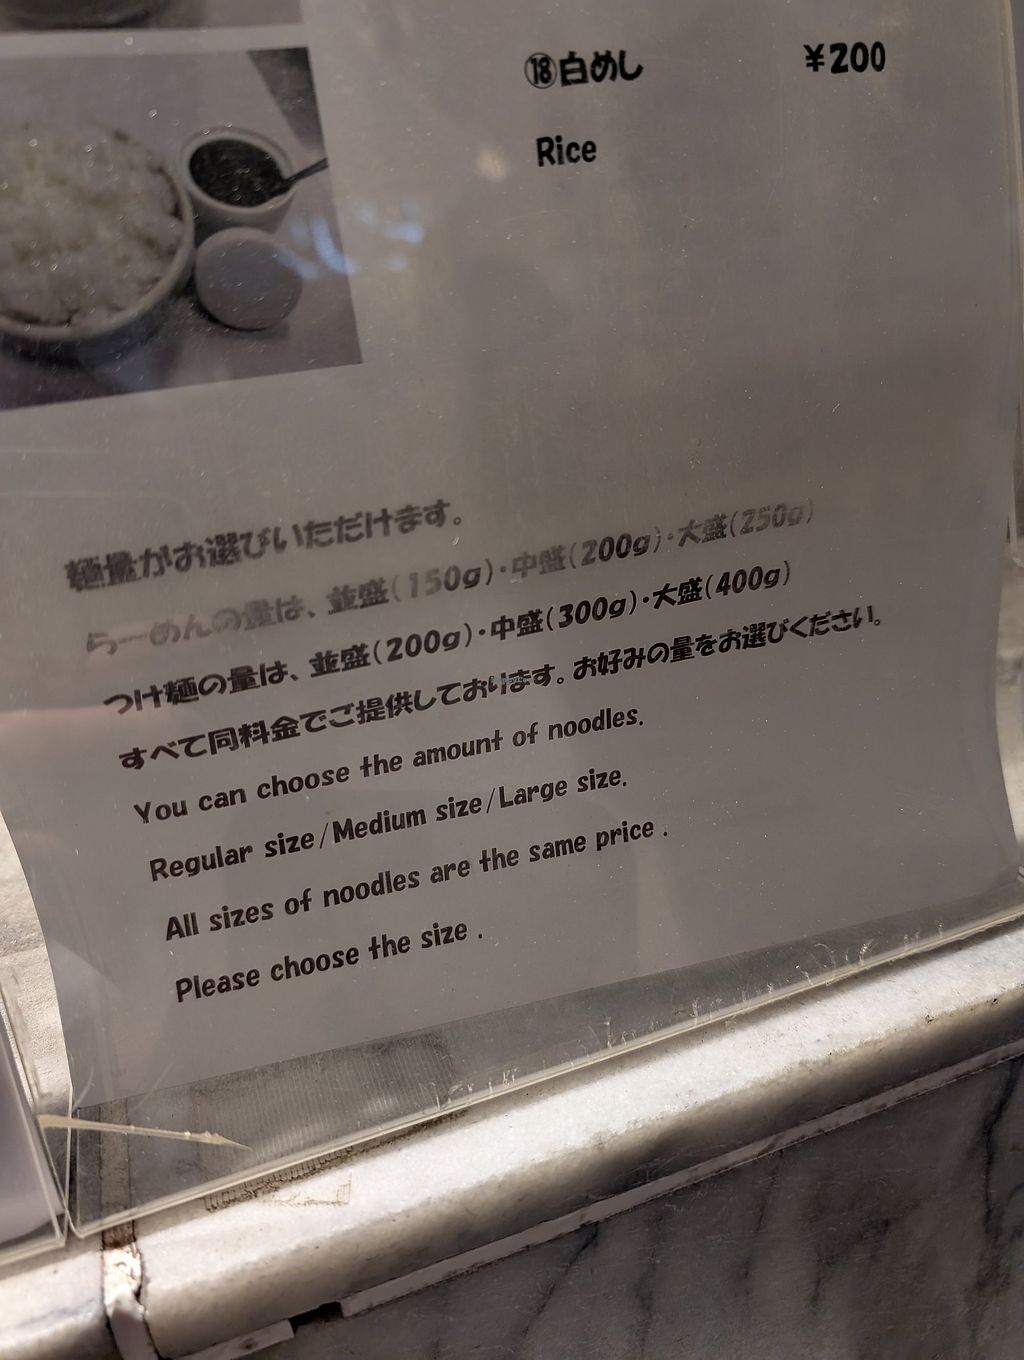 ⑱白めし ¥200
Rice
麺量がお選びいただけます。
らーめんの量は、並盛(150g)・中盛(200g)・大盛(250g)
つけ麺の量は、並盛(200g)・中盛(300g)・大盛(400g)
すべて同料金でご提供しております。お好みの量をお選びください。
You can choose the amount of noodles.
Regular size/Medium size/Large size.
All sizes of noodles are the same price .
Please choose the size .